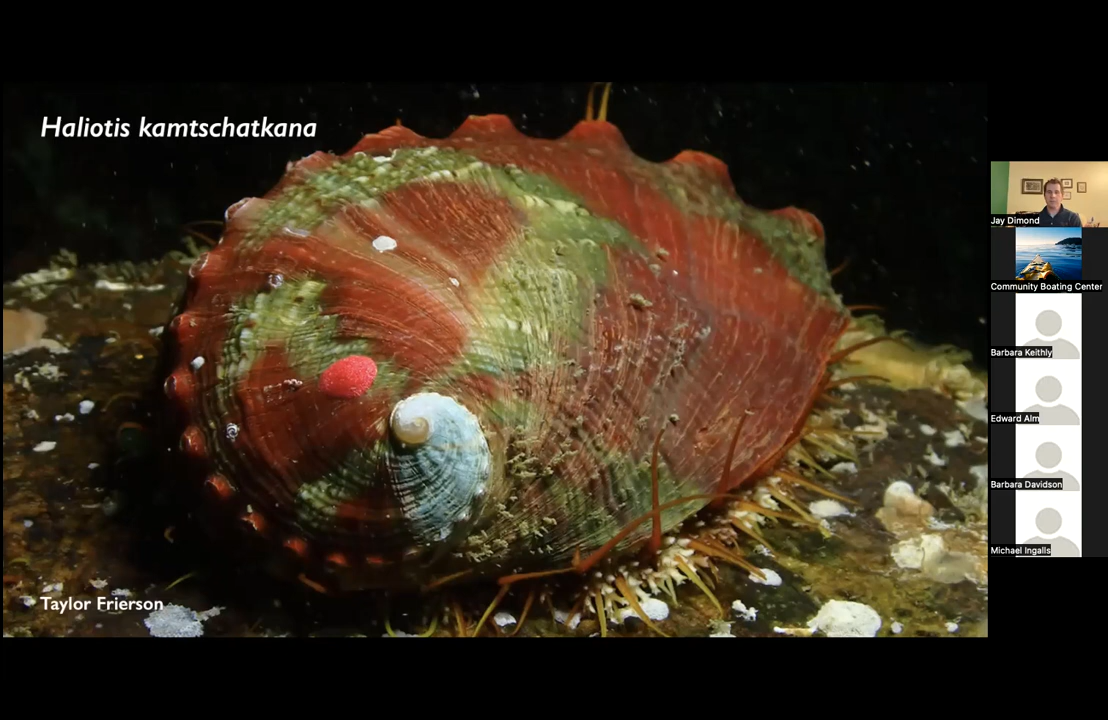 Haliotis kamtschatkana
Taylor Frierson
Jay Dimond
Community Boating Center
Barbara Keithly
Edward Alm
Barbara Davidson
Michael Ingalls